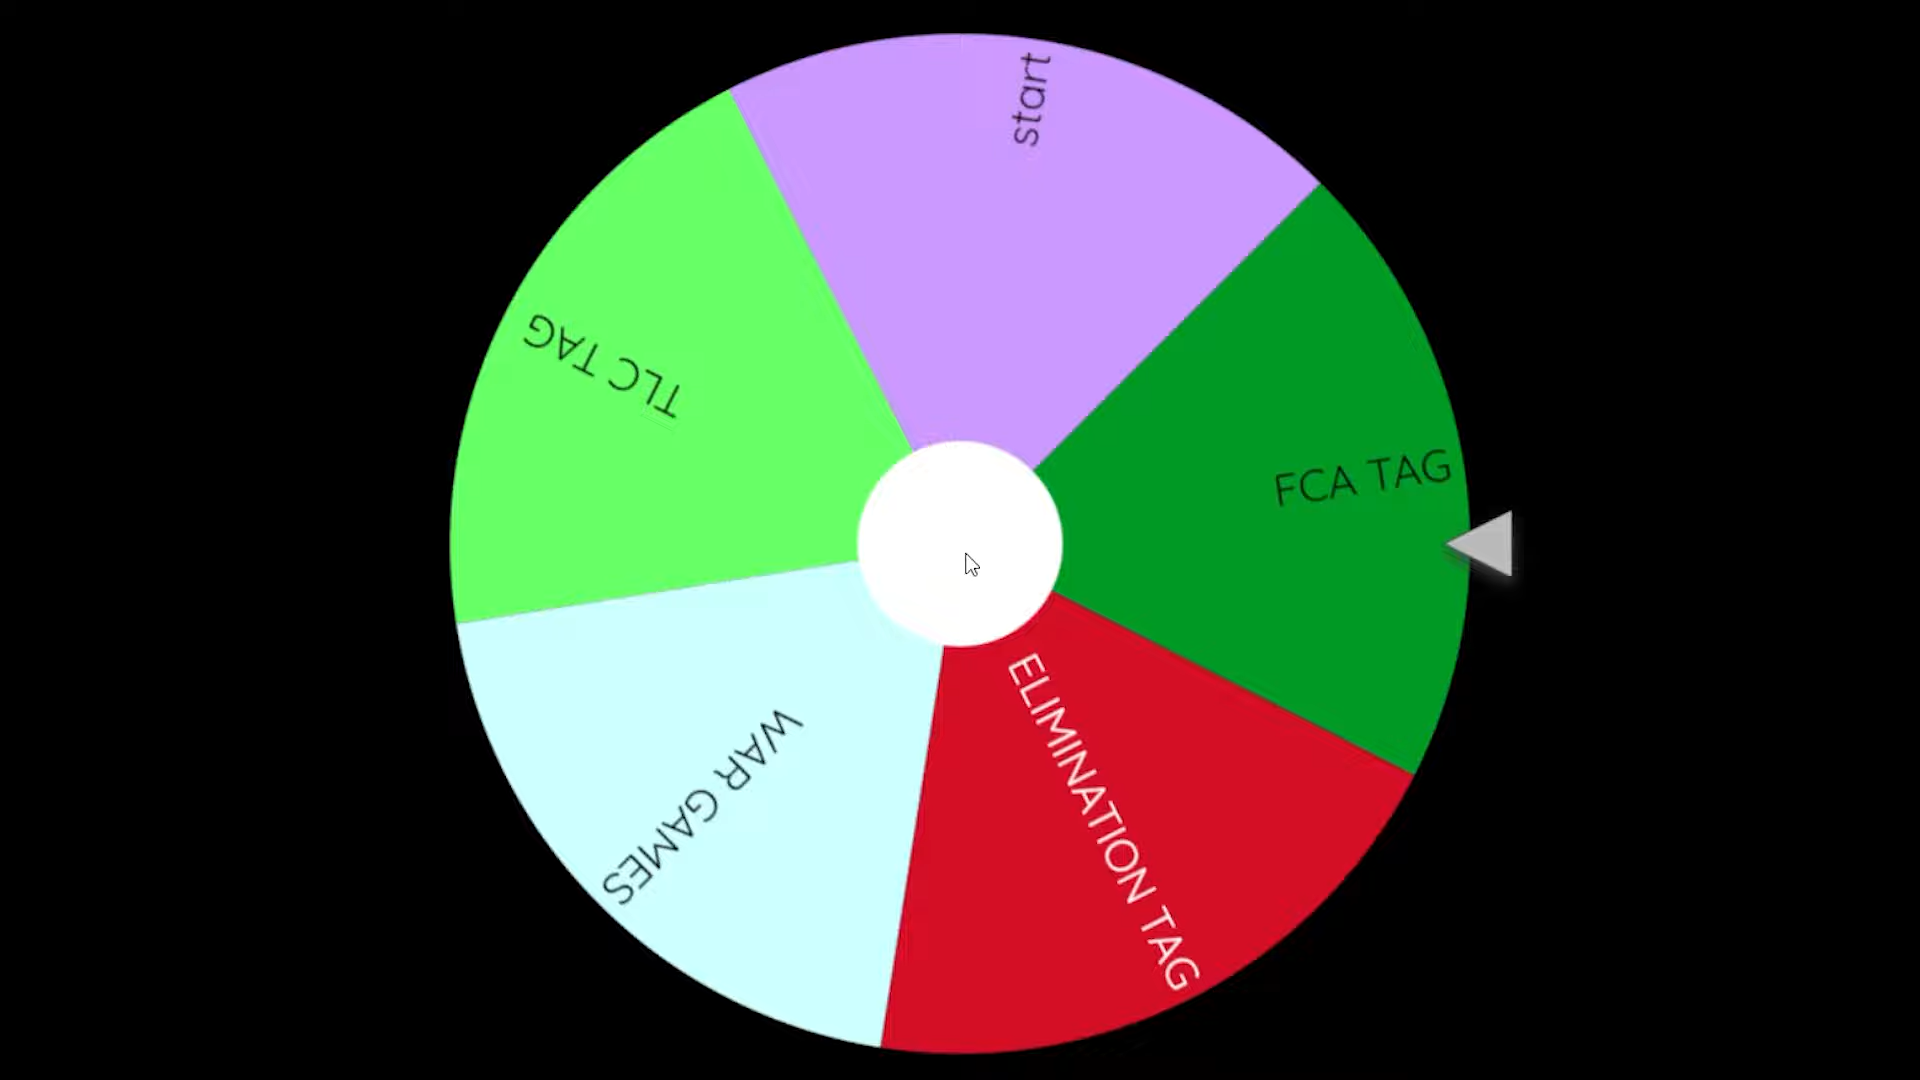 start
FCA TAG
ELIMINATION TAG
WAR GAMES
TLC TAG